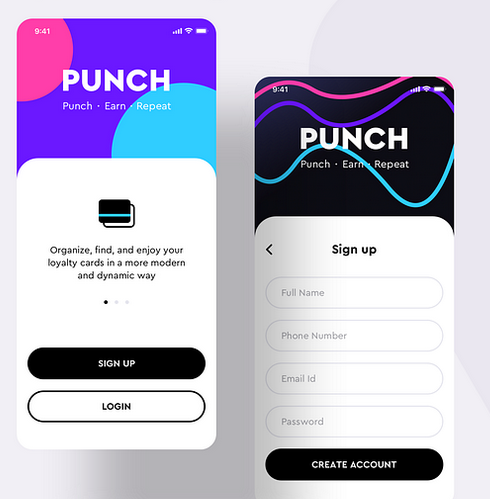 9:41
PUNCH
Punch · Earn · Repeat
Organize, find, and enjoy your
loyalty cards in a more modern
and dynamic way
SIGN UP
LOGIN
9:41
PUNCH
Punch · Earn · Repeat
Sign up
Full Name
Phone Number
Email Id
Password
CREATE ACCOUNT